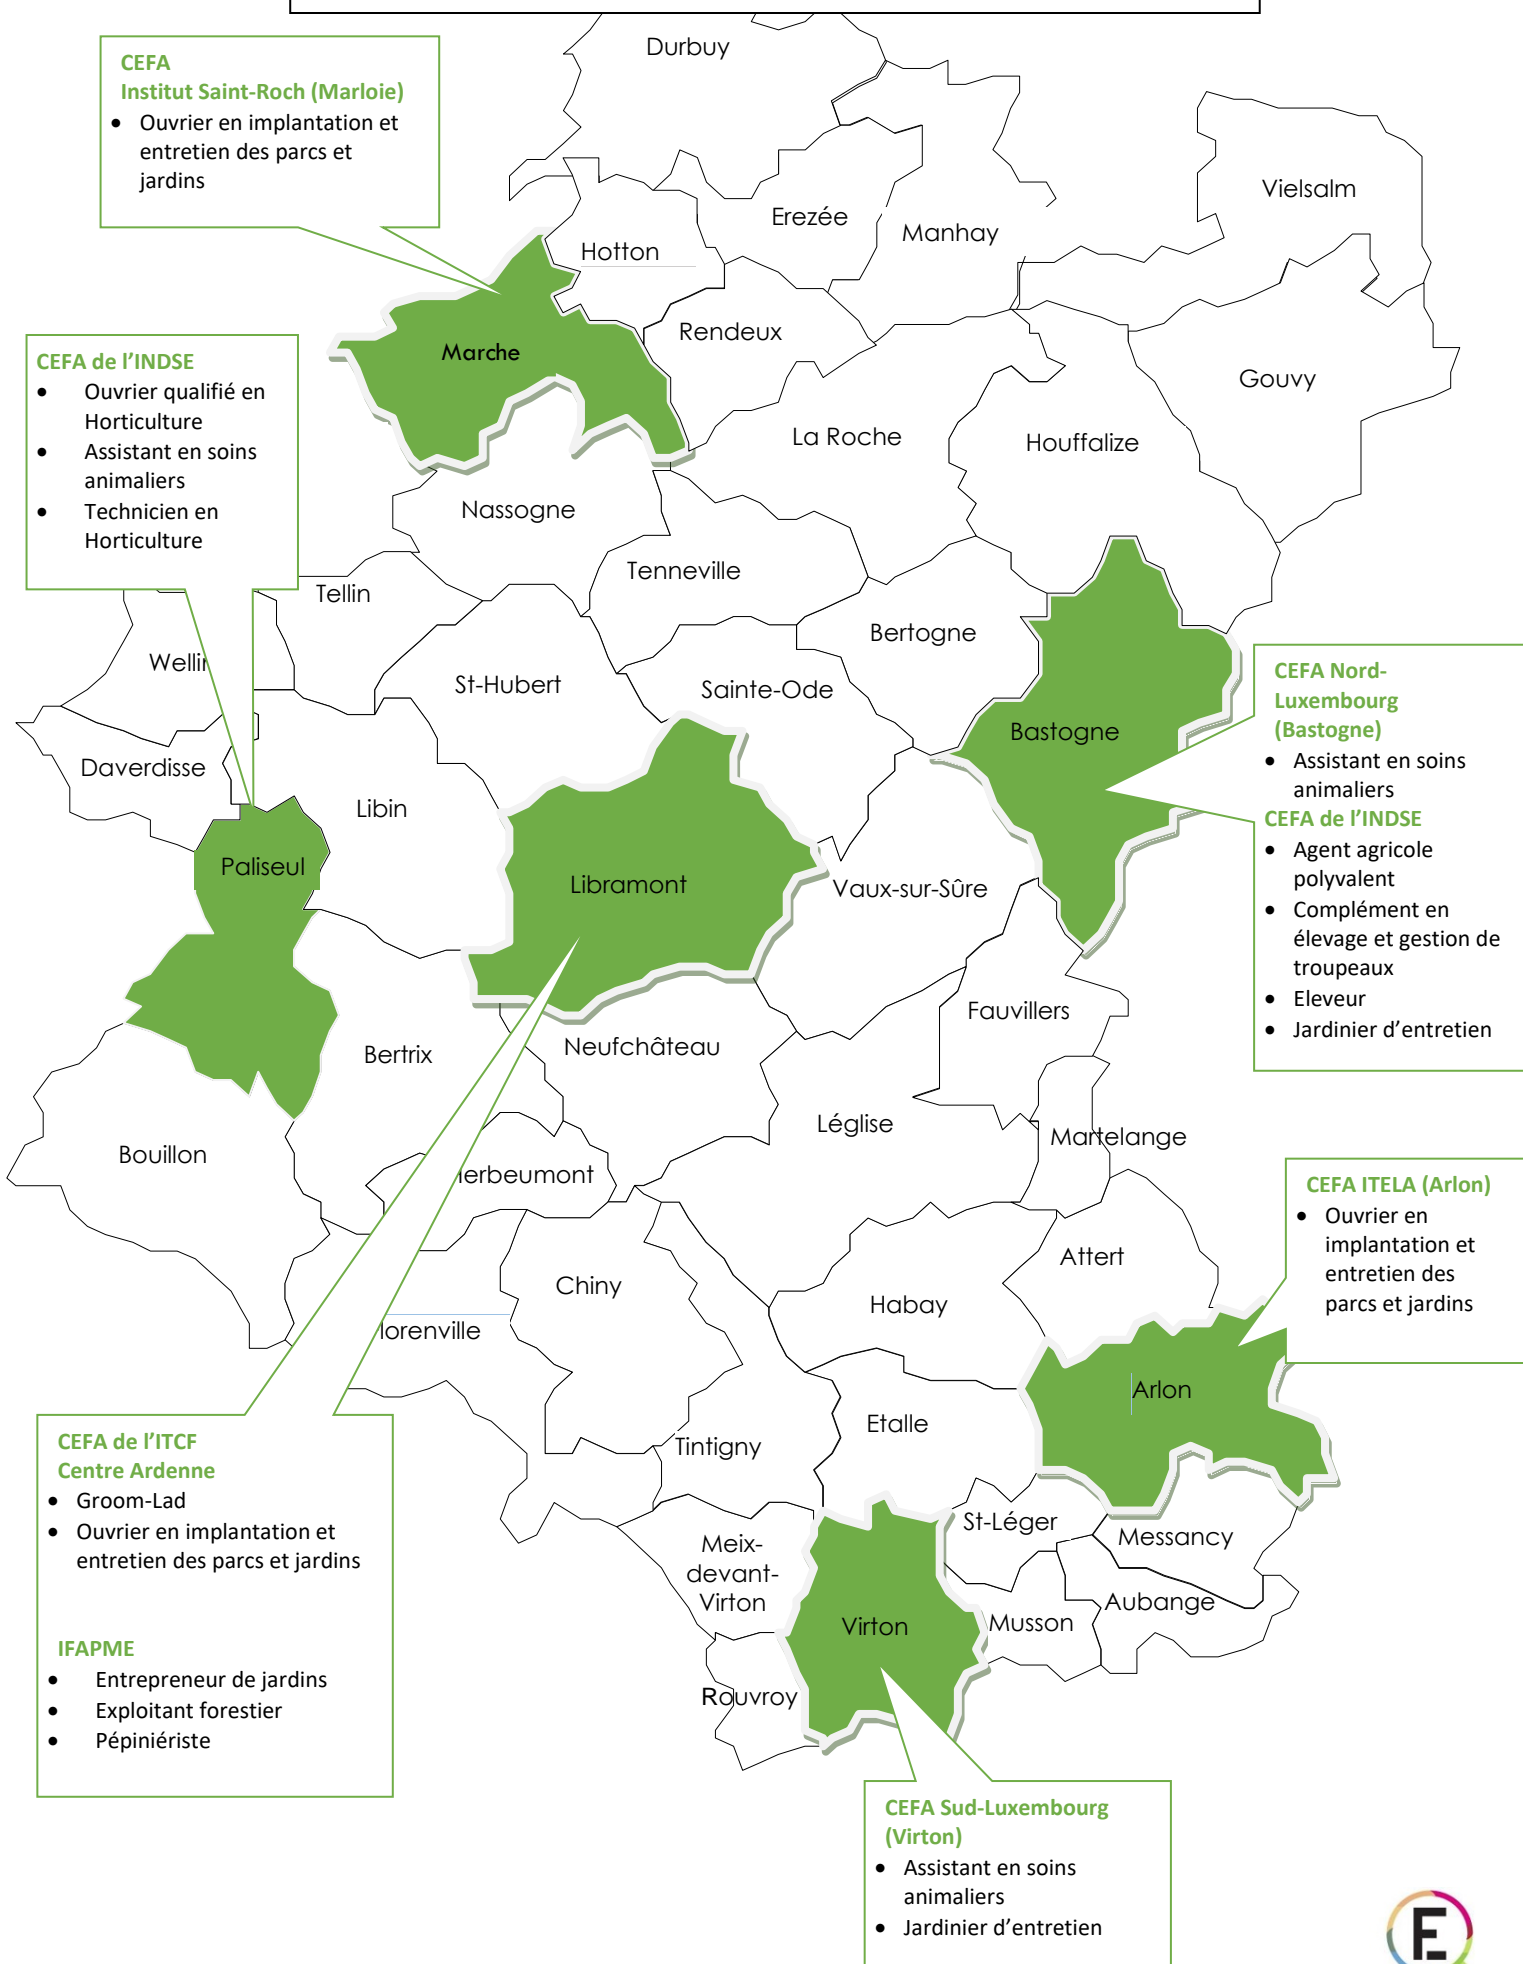 Durbuy
CEFA
Institut Saint-Roch (Marloie)
• Ouvrier en implantation et
entretien des parcs et
jardins
Vielsalm
Erezée
Manhay
Hotton
Rendeux
Marche
CEFA de l’INDSE
• Ouvrier qualifié en
Horticulture
• Assistant en soins
animaliers
• Technicien en
Horticulture
Gouvy
La Roche
Houffalize
Nassogne
Tenneville
Tellin
Bertogne
Wellin
St-Hubert
Sainte-Ode
Bastogne
CEFA Nord-
Luxembourg
(Bastogne)
• Assistant en soins
animaliers
CEFA de l’INDSE
• Agent agricole
polyvalent
• Complément en
élevage et gestion de
troupeaux
• Eleveur
• Jardinier d’entretien
Daverdisse
Libin
Paliseul
Libramont
Vaux-sur-Sûre
Fauvillers
Bertrix
Neufchâteau
Léglise
Martelange
Bouillon
erbeumont
CEFA ITELA (Arlon)
• Ouvrier en
implantation et
entretien des
parcs et jardins
Attert
Chiny
Habay
lorenville
Arlon
Etalle
Tintigny
CEFA de l’ITCF
Centre Ardenne
• Groom-Lad
• Ouvrier en implantation et
entretien des parcs et jardins
IFAPME
• Entrepreneur de jardins
• Exploitant forestier
• Pépiniériste
St-Léger
Messancy
Meix-
devant-
Virton
Aubange
Virton
Musson
Rouvroy
CEFA Sud-Luxembourg
(Virton)
• Assistant en soins
animaliers
• Jardinier d’entretien
E